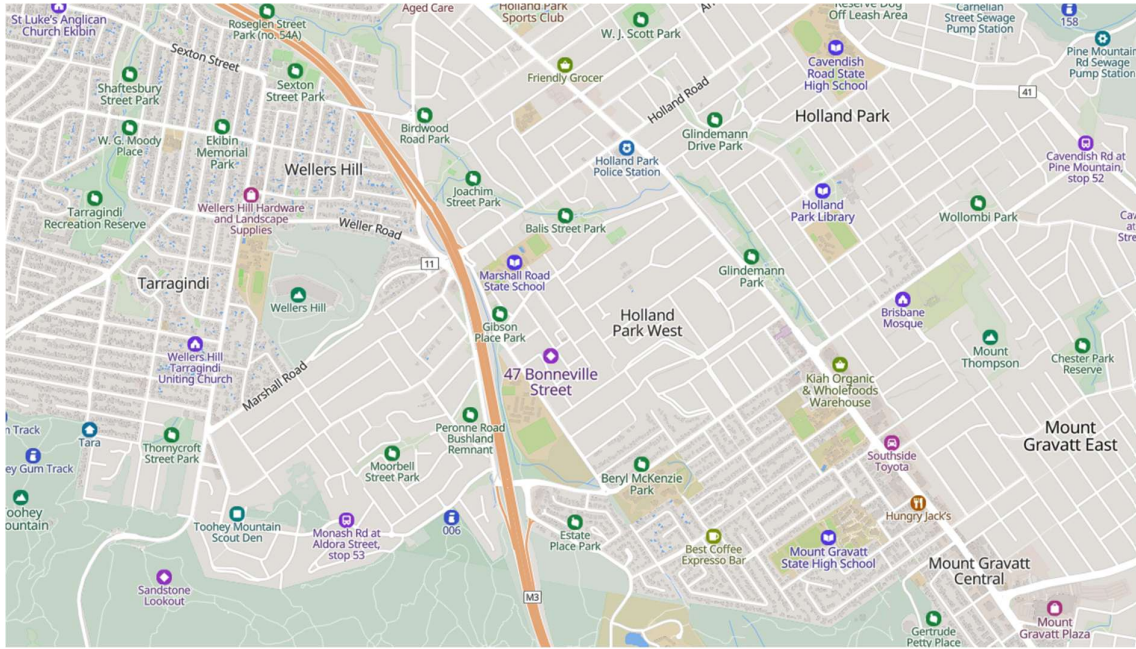 St Luke's Anglican
Church Ekibin
Roseglen Street
Park (no. 54A)
Aged Care
Holland Park
Sports Club
W. J. Scott Park
Off Leash Area
Carnelian
Street Sewage
Pump Station
158
Pine Mountain
Rd Sewage
Pump Station
Sexton Street
Shaftesbury
Street Park
Sexton
Street Park
Friendly Grocer
Cavendish
Road State
High School
41
Holland Road
Holland Park
W. G. Moody
Place
Ekibin
Memorial
Park
Birdwood
Road Park
Glindemann
Drive Park
Holland Park
Police Station
Cavendish Rd at
Pine Mountain,
stop 52
Wellers Hill
Joachim
Street Park
Tarragindi
Recreation Reserve
Wellers Hill Hardware
and Landscape
Supplies
Weller Road
Balis Street Park
Holland
Park Library
Wollombi Park
Tarragindi
11
Marshall Road
State School
Glindemann
Park
Wellers Hill
Gibson
Place Park
Holland
Park West
Brisbane
Mosque
Wellers Hill
Tarragindi
Uniting Church
Marshall Road
47 Bonneville
Street
Mount
Thompson
Chester Park
Reserve
Kiah Organic
& Wholefoods
Warehouse
Tara
Thornycroft
Street Park
Peronne Road
Bushland
Remnant
Mount
Gravatt East
Moorbell
Street Park
Beryl McKenzie
Park
Southside
Toyota
Track
ey Gum Track
Toohey Mountain
Scout Den
Monash Rd at
Aldora Street,
stop 53
006
Estate
Place Park
Best Coffee
Expresso Bar
Mount Gravatt
State High School
Hungry Jack's
Sandstone
Lookout
M3
Mount Gravatt
Central
Gertrude
Petty Place
Mount
Gravatt Plaza